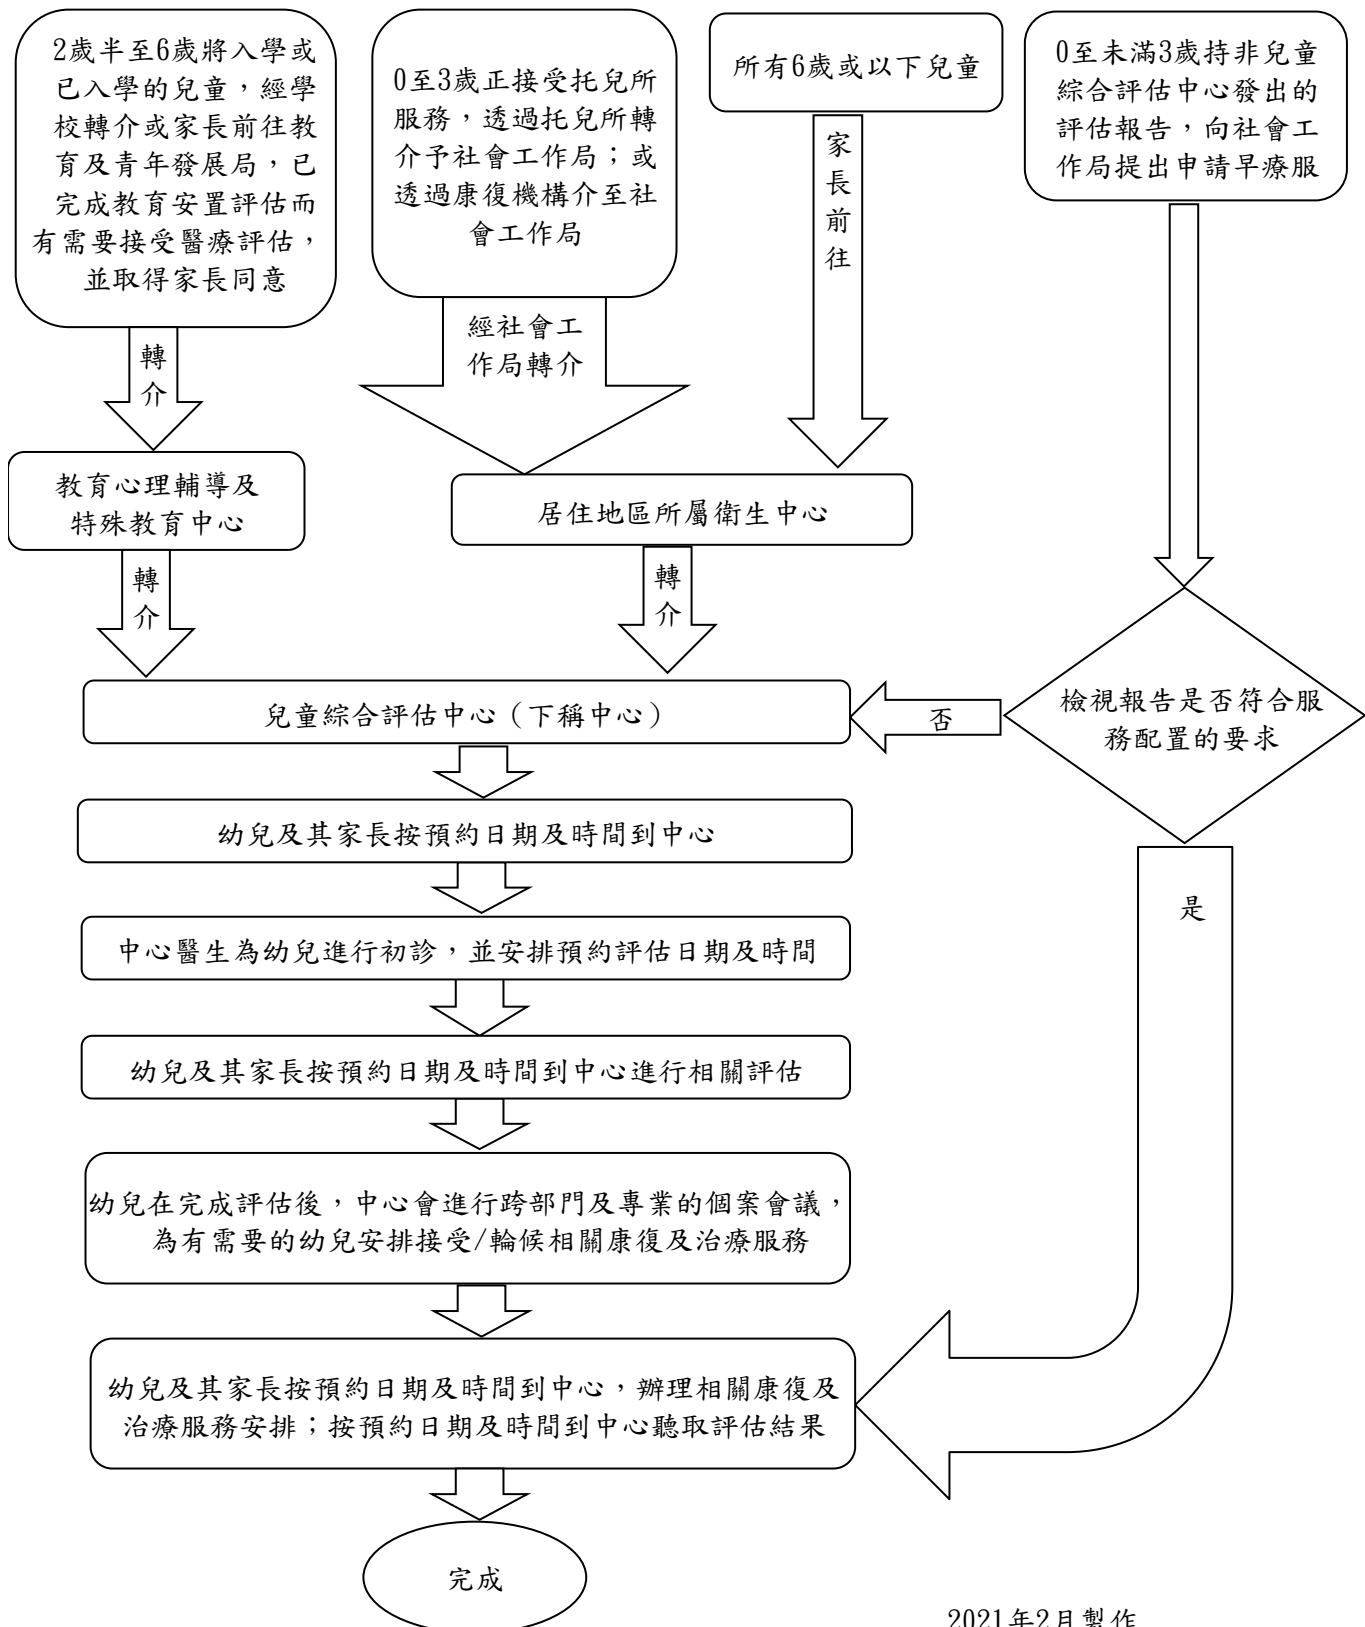 2歲半至6歲將入學或
已入學的兒童，經學
校轉介或家長前往教
育及青年發展局，已
完成教育安置評估而
有需要接受醫療評估，
並取得家長同意
0至3歲正接受托兒所
服務，透過托兒所轉
介予社會工作局；或
透過康復機構介至社
會工作局
所有6歲或以下兒童
0至未滿3歲持非兒童
綜合評估中心發出的
評估報告，向社會工
作局提出申請早療服
轉
介
經社會工
作局轉介
家
長
前
往
教育心理輔導及
特殊教育中心
居住地區所屬衛生中心
轉
介
轉
介
兒童綜合評估中心（下稱中心）
否
檢視報告是否符合服
務配置的要求
幼兒及其家長按預約日期及時間到中心
是
中心醫生為幼兒進行初診，並安排預約評估日期及時間
幼兒及其家長按預約日期及時間到中心進行相關評估
幼兒在完成評估後，中心會進行跨部門及專業的個案會議，
為有需要的幼兒安排接受/輪候相關康復及治療服務
幼兒及其家長按預約日期及時間到中心，辦理相關康復及
治療服務安排；按預約日期及時間到中心聽取評估結果
完成
2021年2月製作